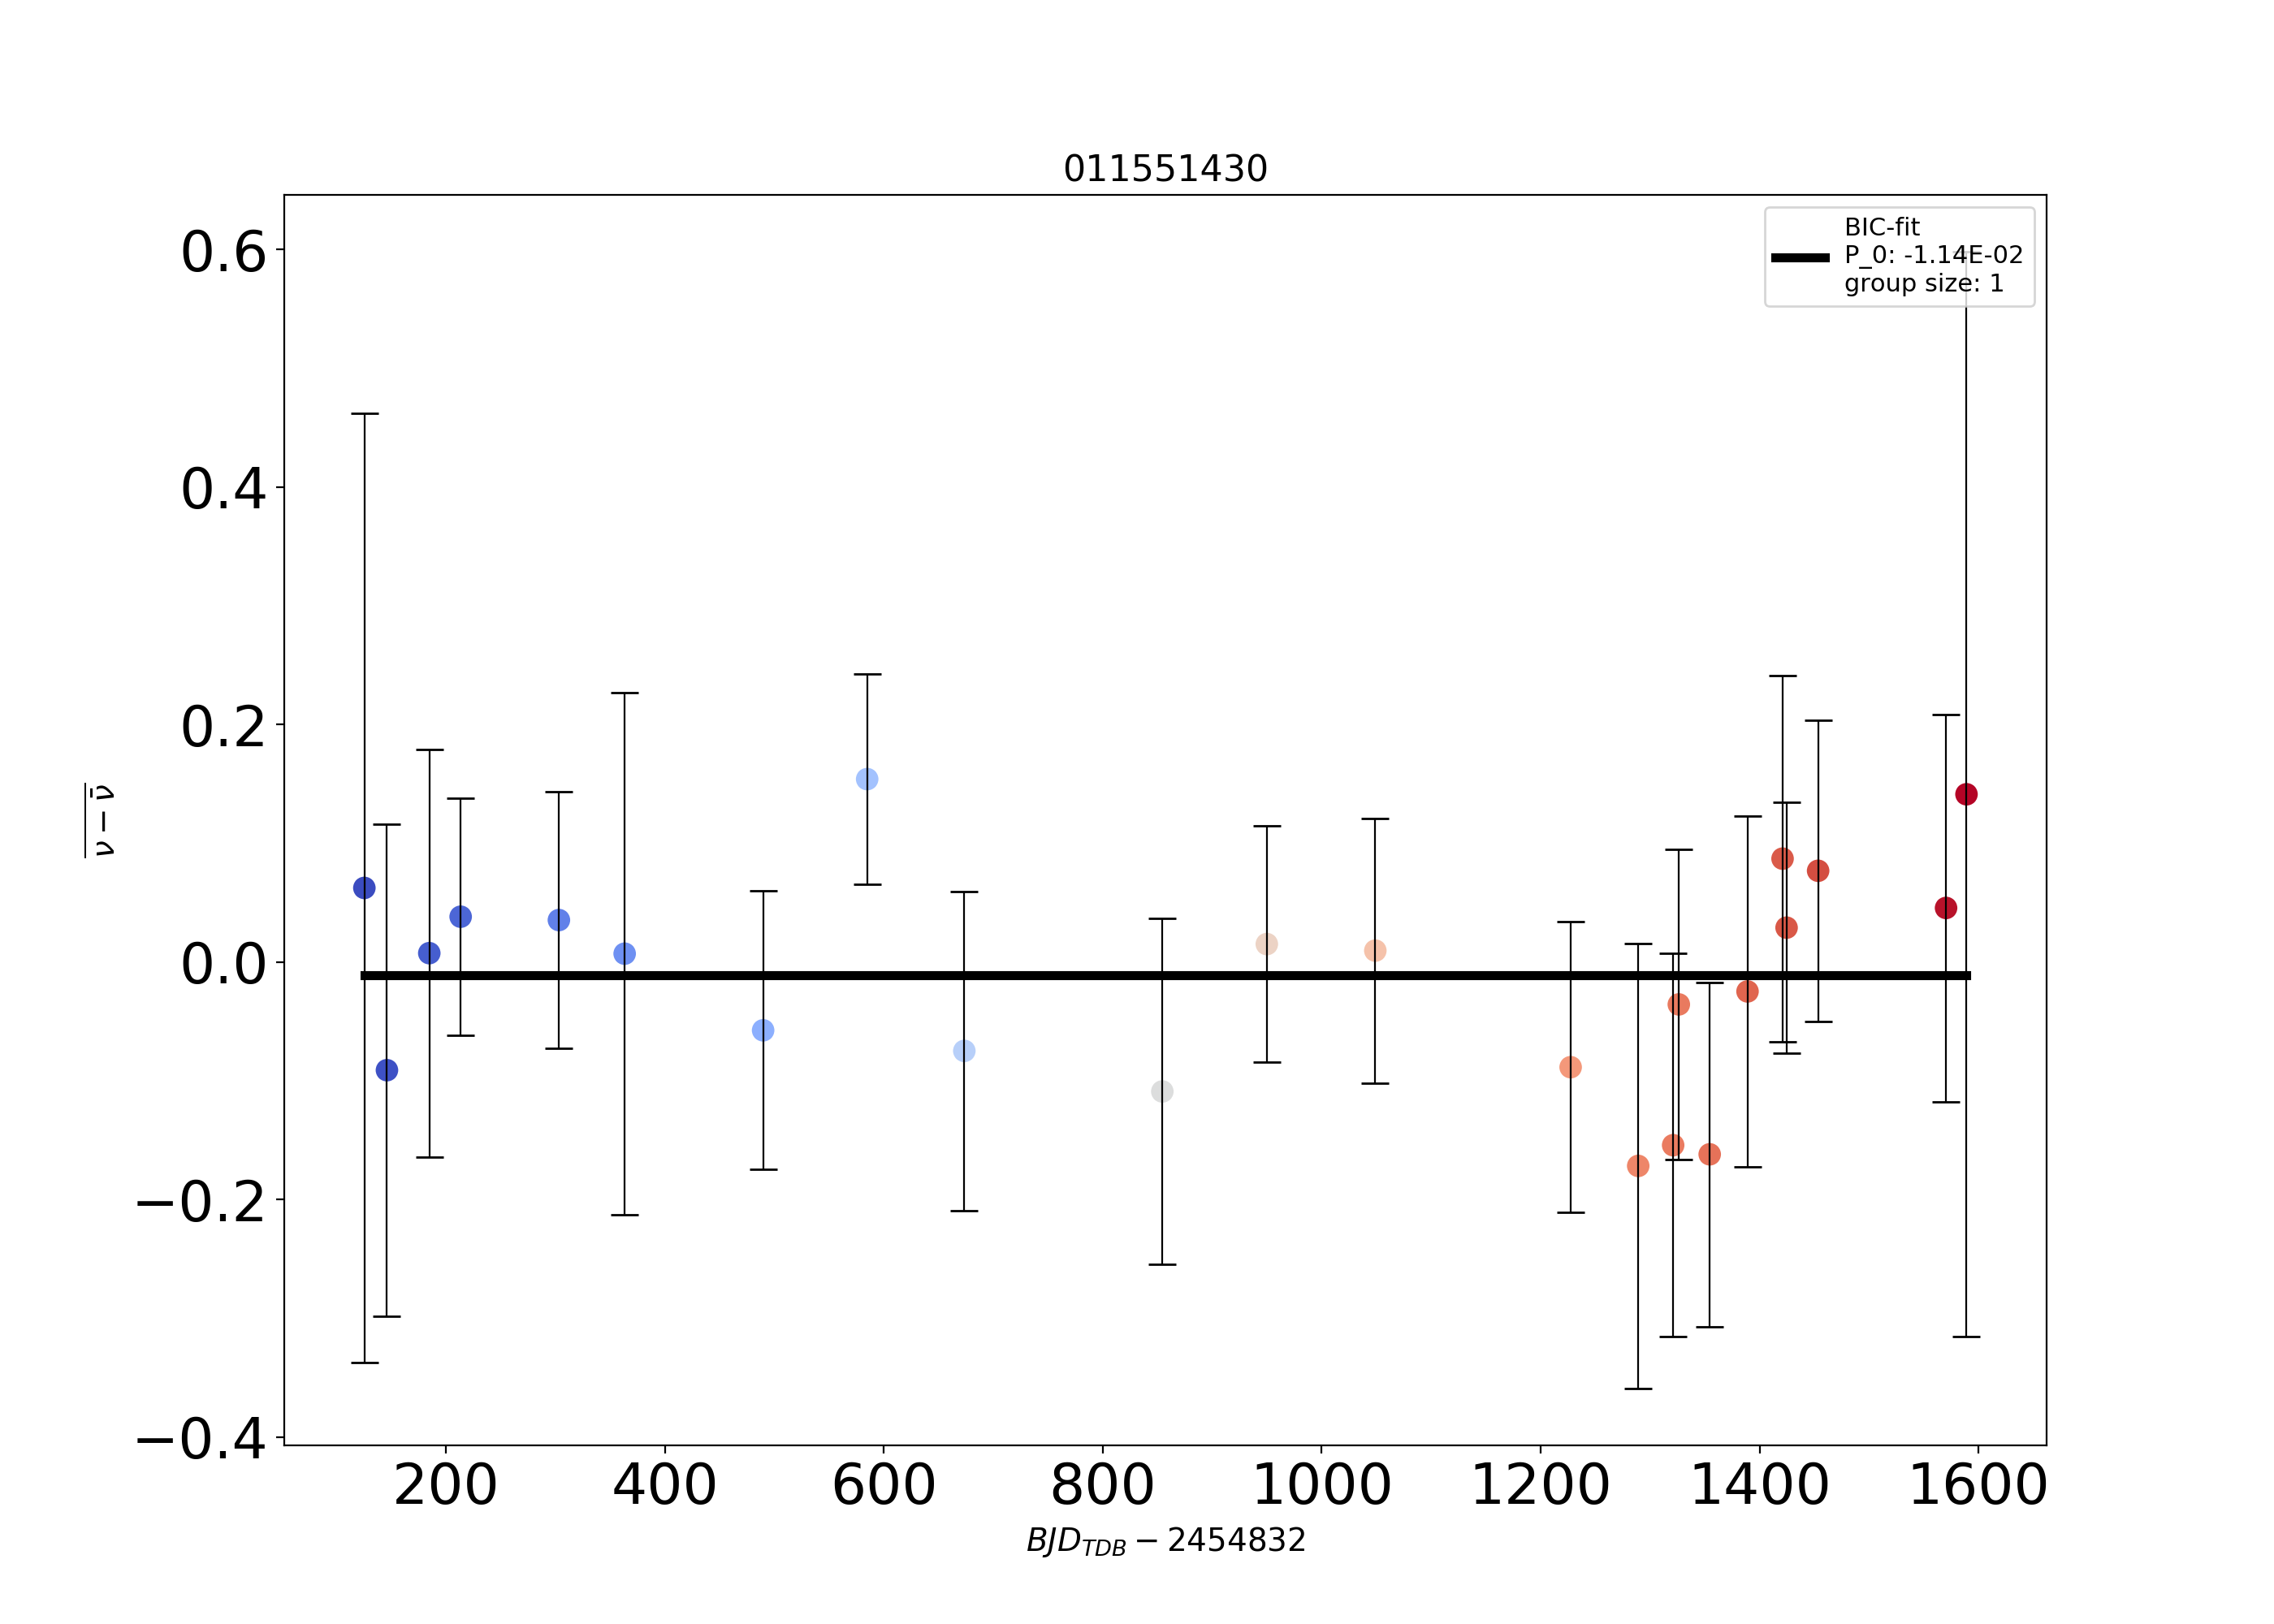 011551430
BIC-fit
P_0: -1.14E-02
group size: 1
0.6
0.4
0.2
0.0
−0.2
−0.4
ν − ν̄
200 400 600 800 1000 1200 1400 1600
BJD_TDB − 2454832